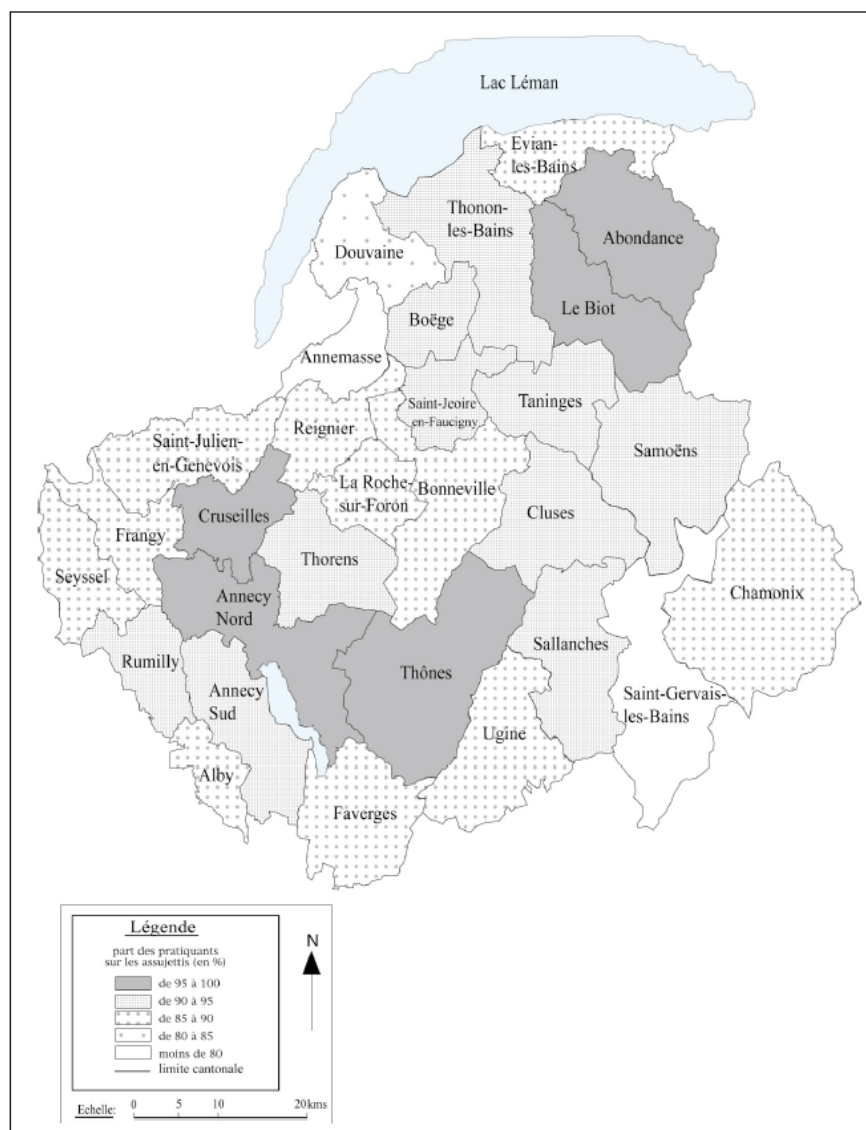 Lac Léman
Evian-
les-Bains
Thonon-
les-Bains
Abondance
Douvaine
Le Biot
Boëge
Annemasse
Saint-Jeoire
en-Faucigny
Taninges
Reignier
Saint-Julien-
en-Genevois
Samoëns
La Roche-
sur-Foron
Bonneville
Cluses
Cruseilles
Frangy
Thorens
Seyssel
Chamonix
Annecy
Nord
Sallanches
Rumilly
Thônes
Annecy
Sud
Saint-Gervais-
les-Bains
Ugine
Alby
Faverges
Légende
part des pratiquants
sur les assujettis (en %)
de 95 à 100
de 90 à 95
de 85 à 90
de 80 à 85
moins de 80
limite cantonale
N
Echelle: 0 5 10 20 kms